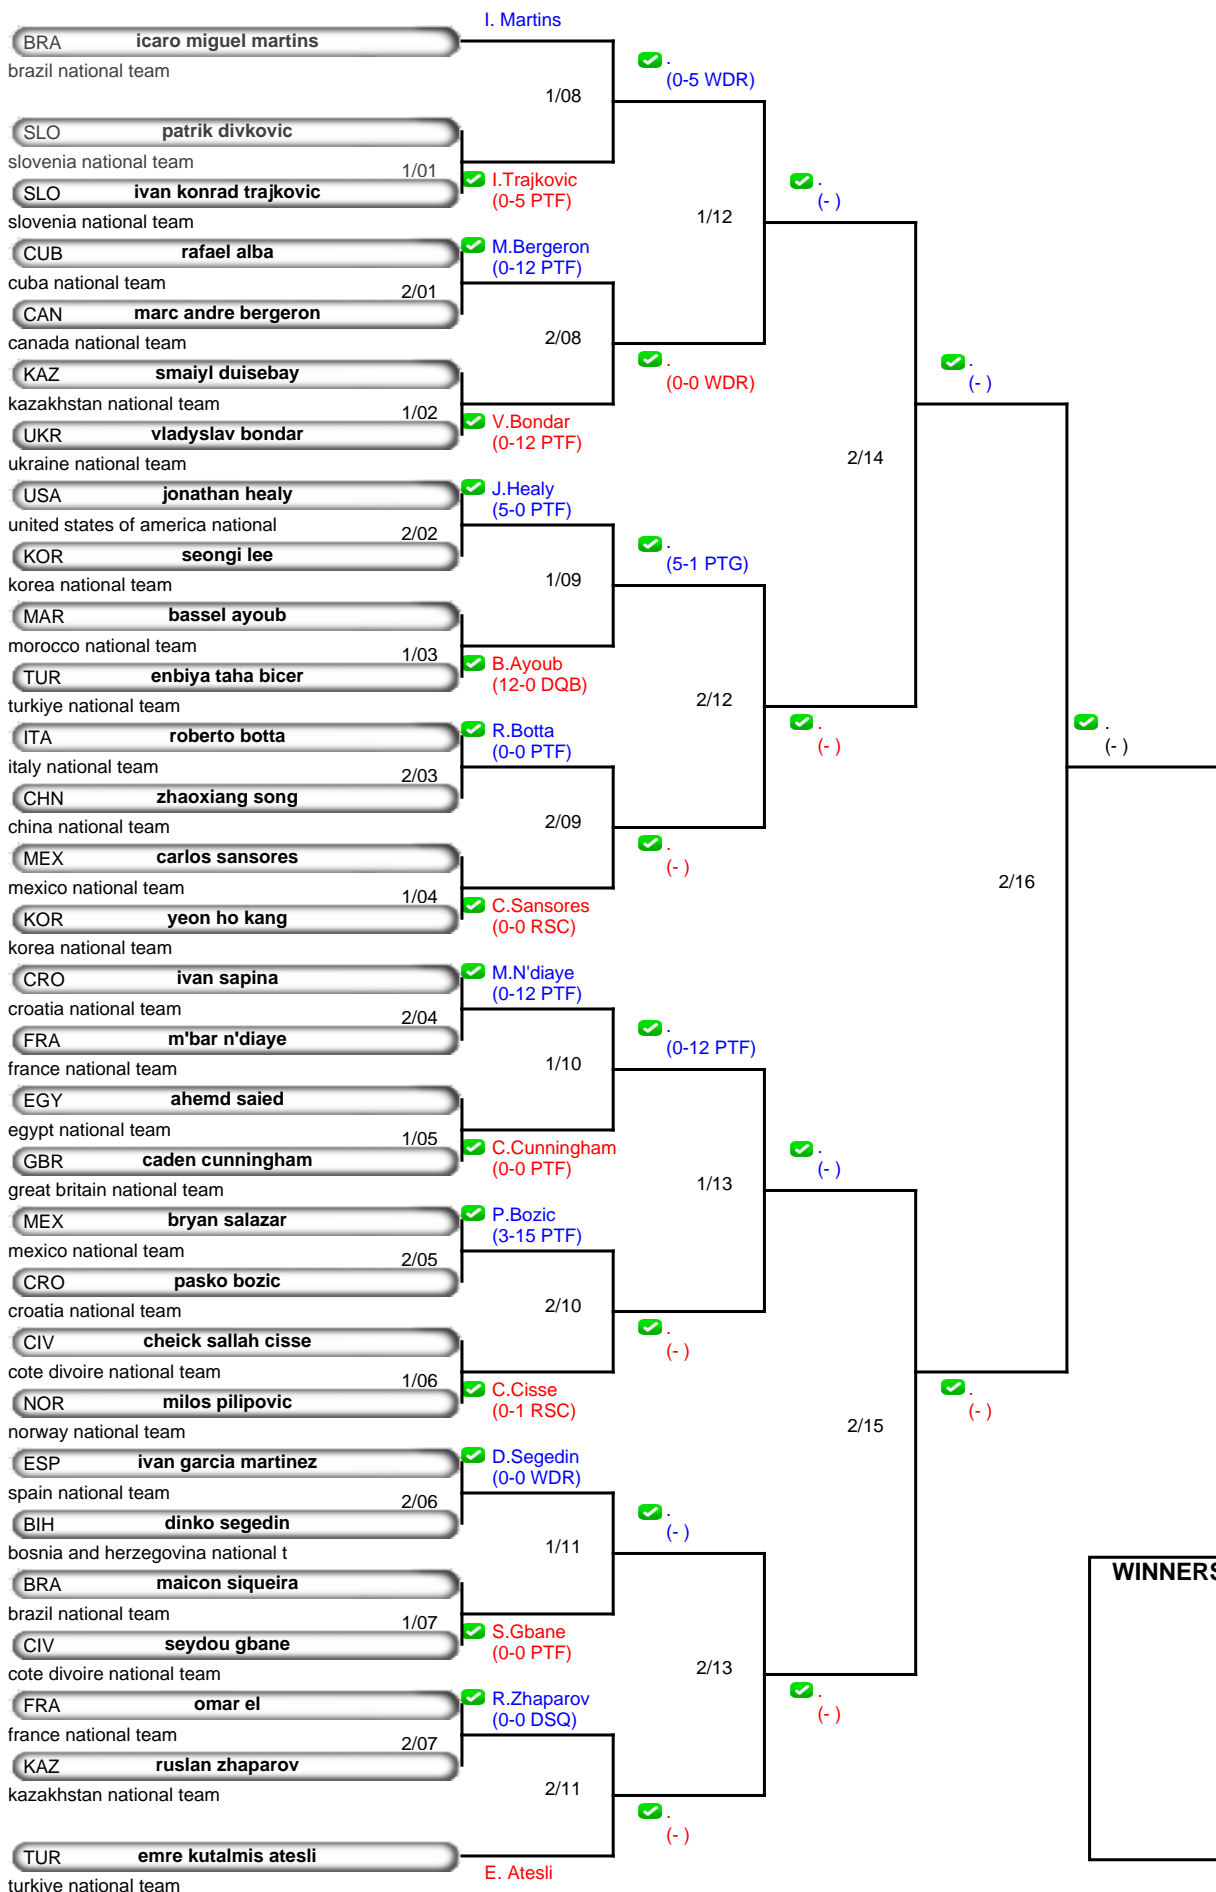 I. Martins
BRA icaro miguel martins
brazil national team
.
(0-5 WDR)
1/08
SLO patrik divkovic
slovenia national team
1/01
I.Trajkovic
(0-5 PTF)
SLO ivan konrad trajkovic
slovenia national team
.
(- )
1/12
CUB rafael alba
M.Bergeron
(0-12 PTF)
cuba national team
2/01
CAN marc andre bergeron
canada national team
2/08
.
(0-0 WDR)
KAZ smaiyl duisebay
kazakhstan national team
1/02
V.Bondar
(0-12 PTF)
UKR vladyslav bondar
ukraine national team
.
(- )
2/14
USA jonathan healy
J.Healy
(5-0 PTF)
united states of america national
2/02
KOR seongi lee
korea national team
.
(5-1 PTG)
1/09
MAR bassel ayoub
morocco national team
1/03
B.Ayoub
(12-0 DQB)
TUR enbiya taha bicer
turkiye national team
2/12
.
(- )
.
(- )
ITA roberto botta
R.Botta
(0-0 PTF)
italy national team
2/03
CHN zhaoxiang song
china national team
2/09
.
(- )
MEX carlos sansores
mexico national team
1/04
2/16
C.Sansores
(0-0 RSC)
KOR yeon ho kang
korea national team
CRO ivan sapina
M.N'diaye
(0-12 PTF)
croatia national team
2/04
FRA m'bar n'diaye
france national team
.
(0-12 PTF)
1/10
EGY ahemd saied
egypt national team
1/05
C.Cunningham
(0-0 PTF)
GBR caden cunningham
great britain national team
.
(- )
1/13
MEX bryan salazar
P.Bozic
(3-15 PTF)
mexico national team
2/05
CRO pasko bozic
croatia national team
2/10
.
(- )
CIV cheick sallah cisse
cote divoire national team
1/06
C.Cisse
(0-1 RSC)
NOR milos pilipovic
norway national team
2/15
.
(- )
ESP ivan garcia martinez
D.Segedin
(0-0 WDR)
spain national team
2/06
BIH dinko segedin
bosnia and herzegovina national t
.
(- )
1/11
WINNERS
BRA maicon siqueira
brazil national team
1/07
S.Gbane
(0-0 PTF)
CIV seydou gbane
cote divoire national team
2/13
.
(- )
FRA omar el
R.Zhaparov
(0-0 DSQ)
france national team
2/07
KAZ ruslan zhaparov
kazakhstan national team
2/11
.
(- )
TUR emre kutalmis atesli
E. Atesli
turkiye national team